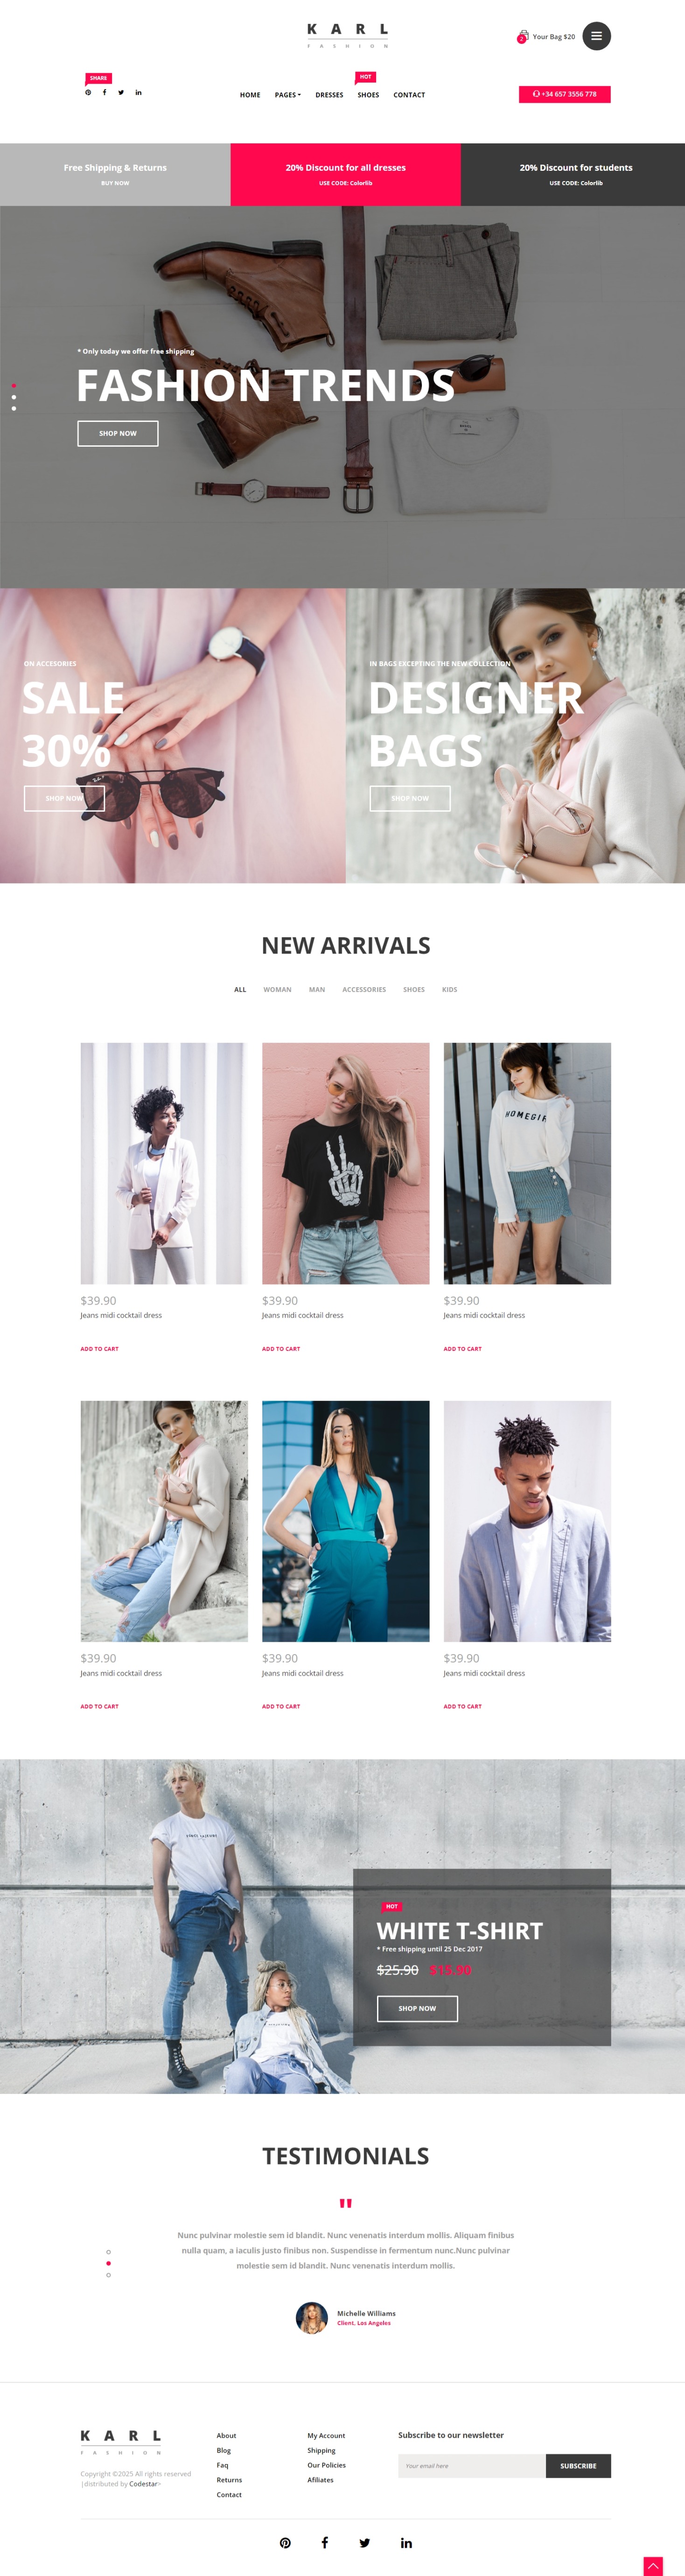 KARL
FASHION
2
Your Bag $20
SHARE
HOT
HOME PAGES DRESSES SHOES CONTACT
+34 657 3556 778
Free Shipping & Returns
BUY NOW
20% Discount for all dresses
USE CODE: Colorlib
20% Discount for students
USE CODE: Colorlib
* Only today we offer free shipping
FASHION TRENDS
SHOP NOW
ON ACCESORIES
SALE
30%
SHOP NOW
IN BAGS EXCEPTING THE NEW COLLECTION
DESIGNER
BAGS
SHOP NOW
NEW ARRIVALS
ALL WOMAN MAN ACCESSORIES SHOES KIDS
HOMEGIR
$39.90
Jeans midi cocktail dress
ADD TO CART
$39.90
Jeans midi cocktail dress
ADD TO CART
$39.90
Jeans midi cocktail dress
ADD TO CART
$39.90
Jeans midi cocktail dress
ADD TO CART
$39.90
Jeans midi cocktail dress
ADD TO CART
$39.90
Jeans midi cocktail dress
ADD TO CART
HOT
WHITE T-SHIRT
* Free shipping until 25 Dec 2017
$25.90 $15.90
SHOP NOW
TESTIMONIALS
"
Nunc pulvinar molestie sem id blandit. Nunc venenatis interdum mollis. Aliquam finibus
nulla quam, a iaculis justo finibus non. Suspendisse in fermentum nunc.Nunc pulvinar
molestie sem id blandit. Nunc venenatis interdum mollis.
Michelle Williams
Client, Los Angeles
KARL
FASHION
Copyright ©2025 All rights reserved
|distributed by Codestar>
About
Blog
Faq
Returns
Contact
My Account
Shipping
Our Policies
Afiliates
Subscribe to our newsletter
Your email here
SUBSCRIBE